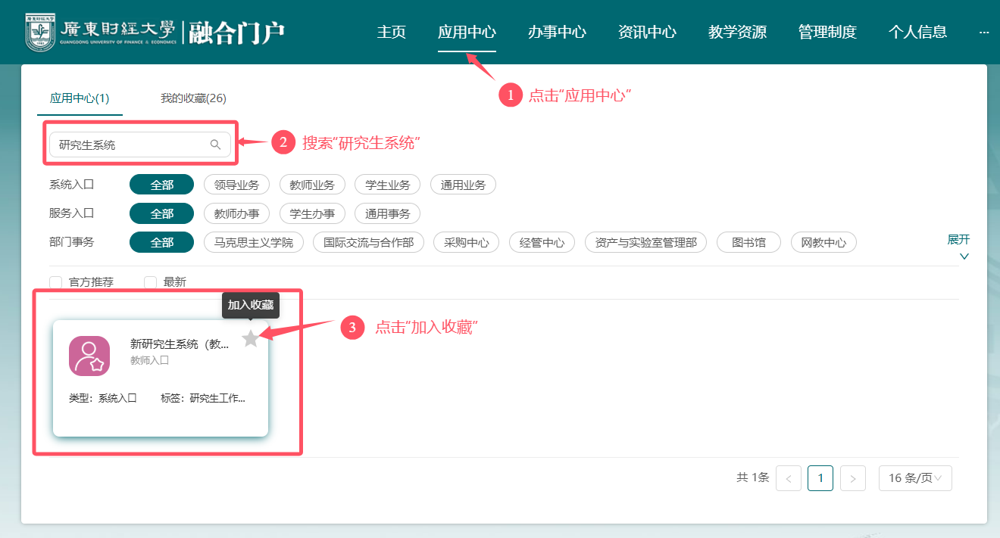 廣東財經大學 融合门户
GUANGDONG UNIVERSITY OF FINANCE & ECONOMICS
主页 应用中心 办事中心 资讯中心 教学资源 管理制度 个人信息 ...
1 点击“应用中心”
应用中心(1) 我的收藏(26)
研究生系统
2 搜索“研究生系统”
系统入口 全部 领导业务 教师业务 学生业务 通用业务
服务入口 全部 教师办事 学生办事 通用事务
部门事务 全部 马克思主义学院 国际交流与合作部 采购中心 经管中心 资产与实验室管理部 图书馆 网教中心 展开
官方推荐 最新
加入收藏
3 点击“加入收藏”
新研究生系统（教...
教师入口
类型：系统入口 标签：研究生工作...
共 1条 < 1 > 16 条/页